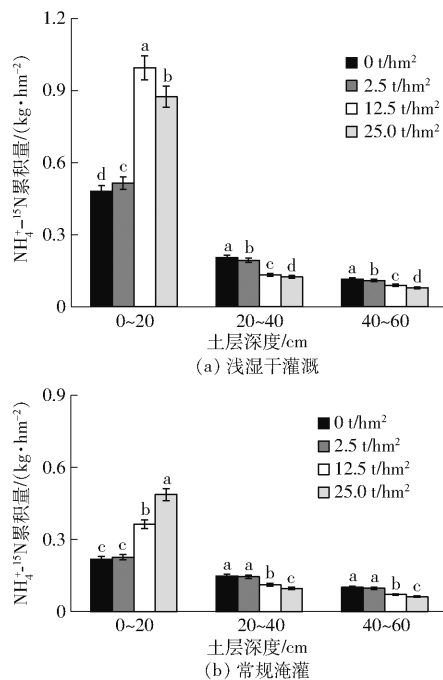 NH₄⁺-¹⁵N累积量/(kg·hm⁻²)
1.2
0.9
0.6
0.3
0
d c a b
a b c d
a b c d
0 t/hm²
2.5 t/hm²
12.5 t/hm²
25.0 t/hm²
0~20 20~40 40~60
土层深度/cm
(a) 浅湿干灌溉
NH₄⁺-¹⁵N累积量/(kg·hm⁻²)
0.9
0.6
0.3
0
c c b a
a a b c
a a b c
0 t/hm²
2.5 t/hm²
12.5 t/hm²
25.0 t/hm²
0~20 20~40 40~60
土层深度/cm
(b) 常规淹灌